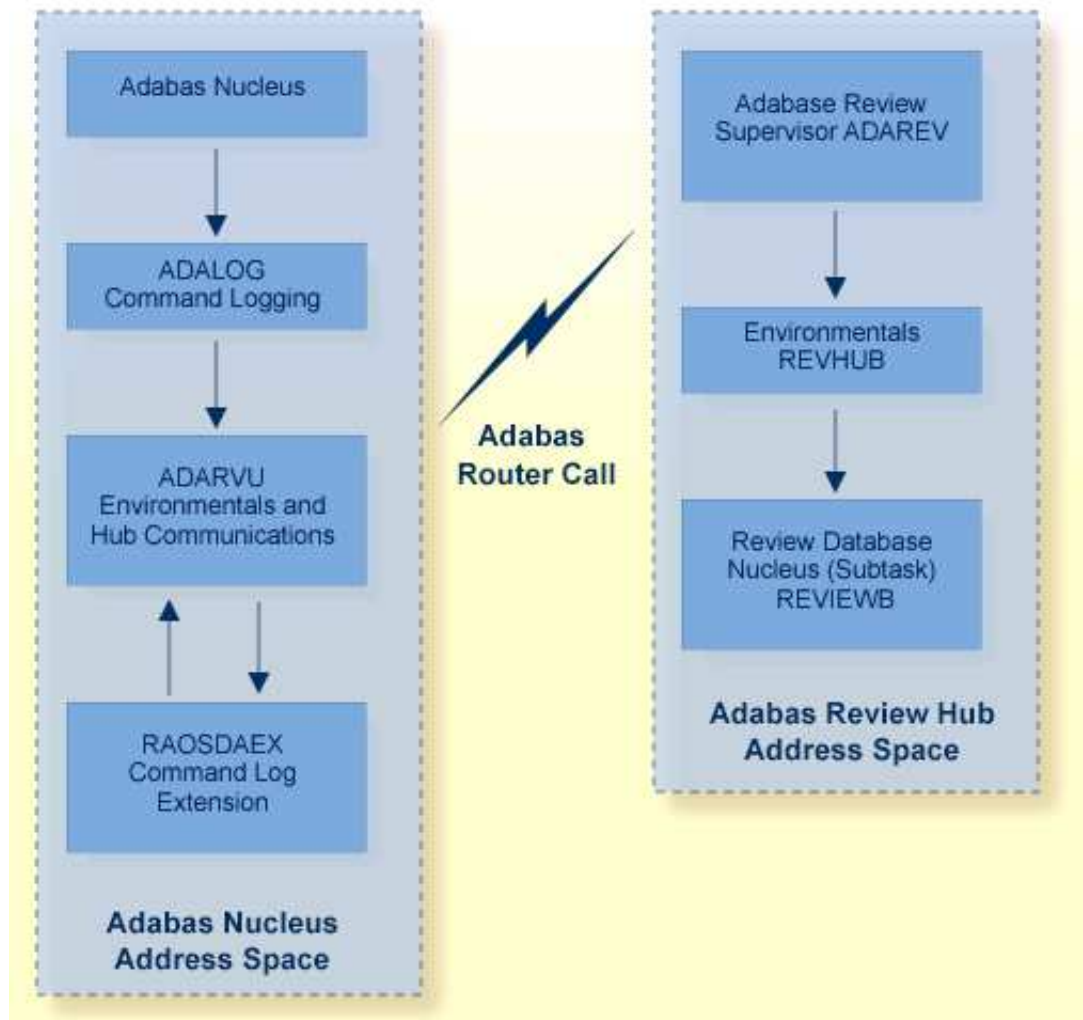 Adabas Nucleus
ADALOG
Command Logging
ADARVU
Environmentals and
Hub Communications
RAOSDAEX
Command Log
Extension
Adabas Nucleus
Address Space
Adabas
Router Call
Adabase Review
Supervisor ADAREV
Environmentals
REVHUB
Review Database
Nucleus (Subtask)
REVIEWB
Adabas Review Hub
Address Space